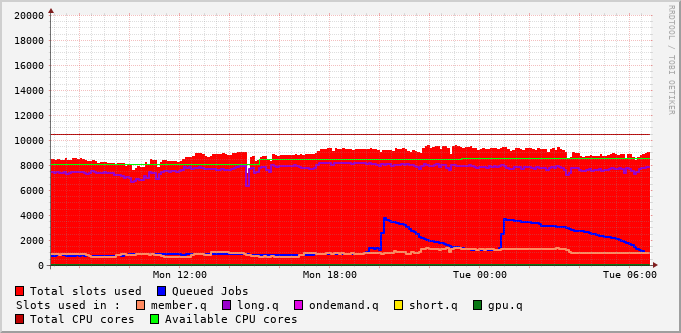 20000
18000
16000
14000
12000
10000
8000
6000
4000
2000
0
Mon 12:00 Mon 18:00 Tue 00:00 Tue 06:00
Total slots used Queued Jobs
Slots used in : member.q long.q ondemand.q short.q gpu.q
Total CPU cores Available CPU cores
RRDTOOL / TOBI OETIKER